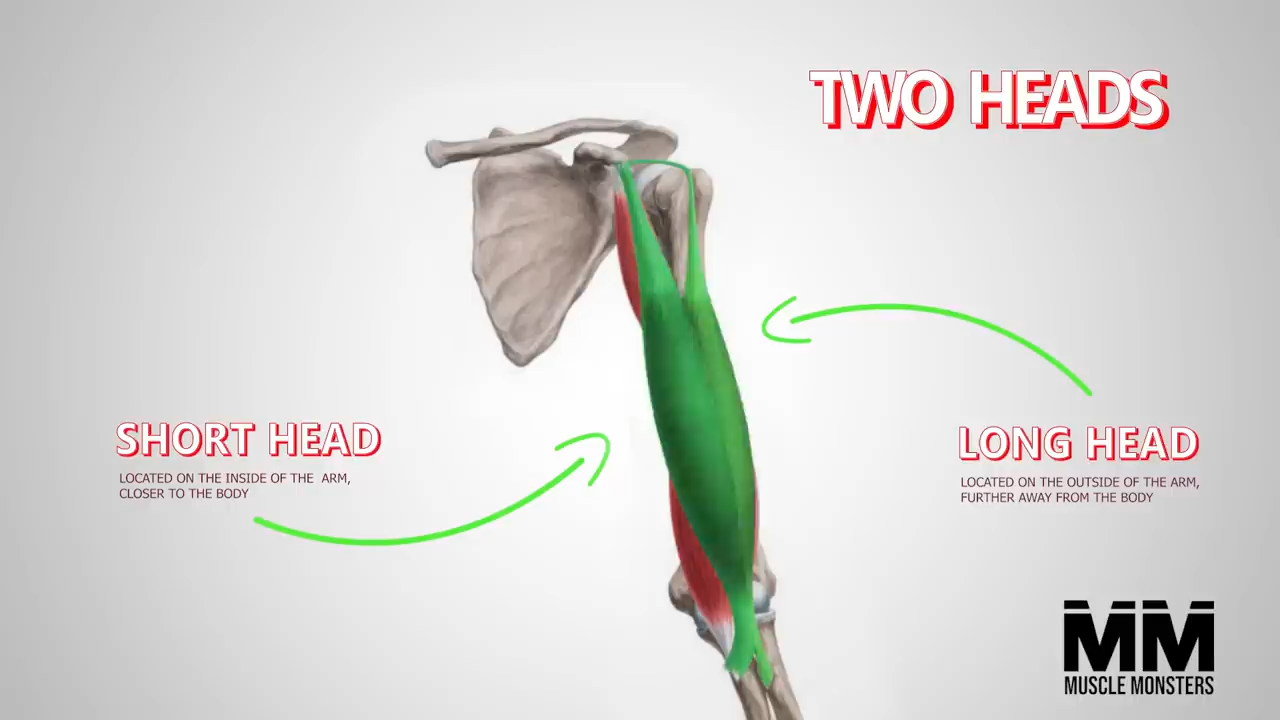 TWO HEADS
SHORT HEAD
LOCATED ON THE INSIDE OF THE ARM,
CLOSER TO THE BODY
LONG HEAD
LOCATED ON THE OUTSIDE OF THE ARM,
FURTHER AWAY FROM THE BODY
MM
MUSCLE MONSTERS